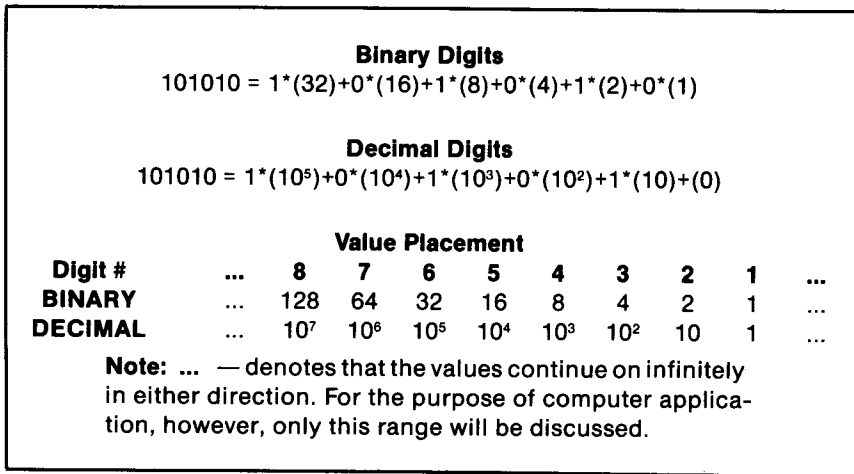 Binary Digits
101010 = 1*(32)+0*(16)+1*(8)+0*(4)+1*(2)+0*(1)
Decimal Digits
101010 = 1*(10⁵)+0*(10⁴)+1*(10³)+0*(10²)+1*(10)+(0)
Value Placement
Digit # ... 8 7 6 5 4 3 2 1 ...
BINARY ... 128 64 32 16 8 4 2 1 ...
DECIMAL ... 10⁷ 10⁶ 10⁵ 10⁴ 10³ 10² 10 1 ...
Note: ... — denotes that the values continue on infinitely
in either direction. For the purpose of computer applica-
tion, however, only this range will be discussed.